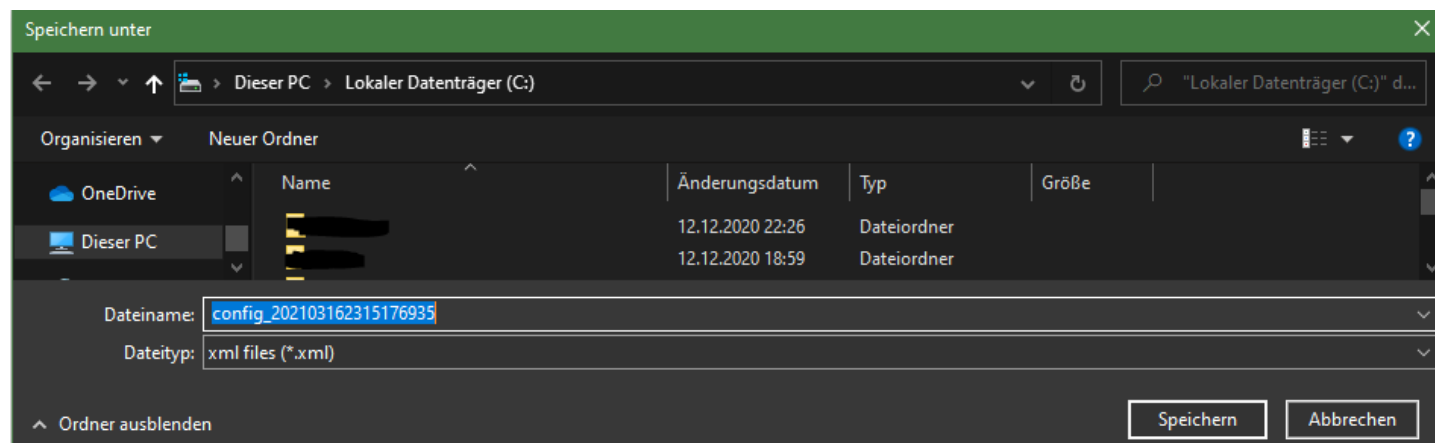 Speichern unter
Dieser PC > Lokaler Datenträger (C:)
"Lokaler Datenträger (C:)" d...
Organisieren
Neuer Ordner
OneDrive
Dieser PC
Name Änderungsdatum Typ Größe
12.12.2020 22:26 Dateiordner
12.12.2020 18:59 Dateiordner
Dateiname: config_202103162315176935
Dateityp: xml files (*.xml)
Ordner ausblenden
Speichern
Abbrechen